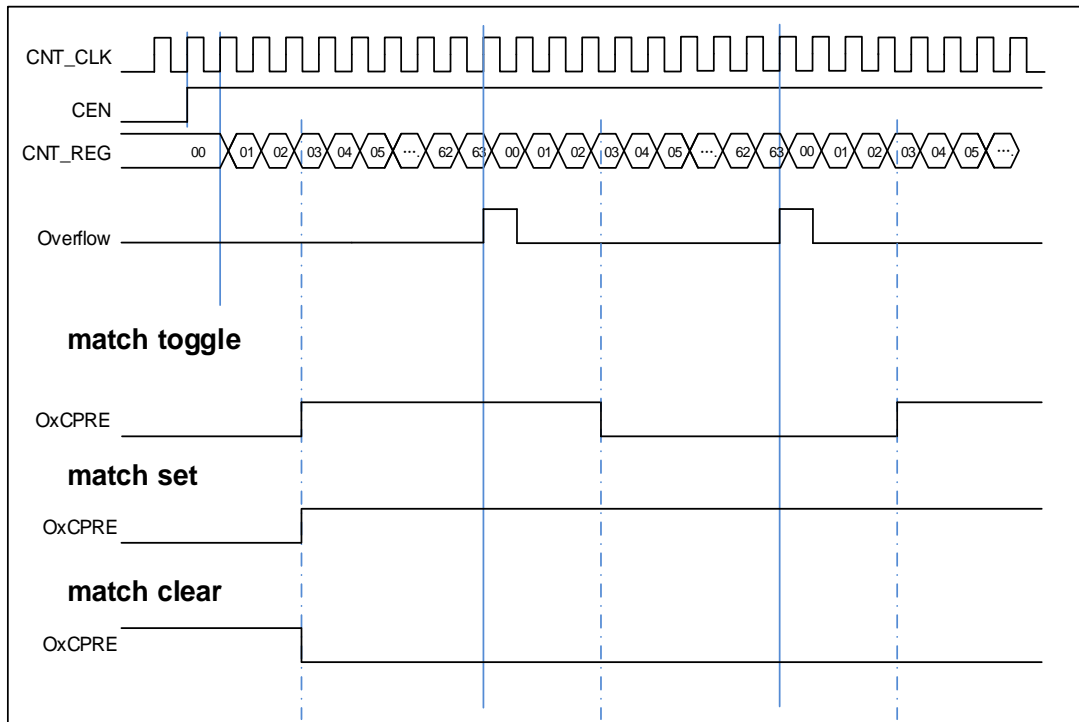 CNT_CLK
CEN
CNT_REG 00 01 02 03 04 05 .... 62 63 00 01 02 03 04 05 .... 62 63 00 01 02 03 04 05 ....
Overflow
match toggle
OxCPRE
match set
OxCPRE
match clear
OxCPRE